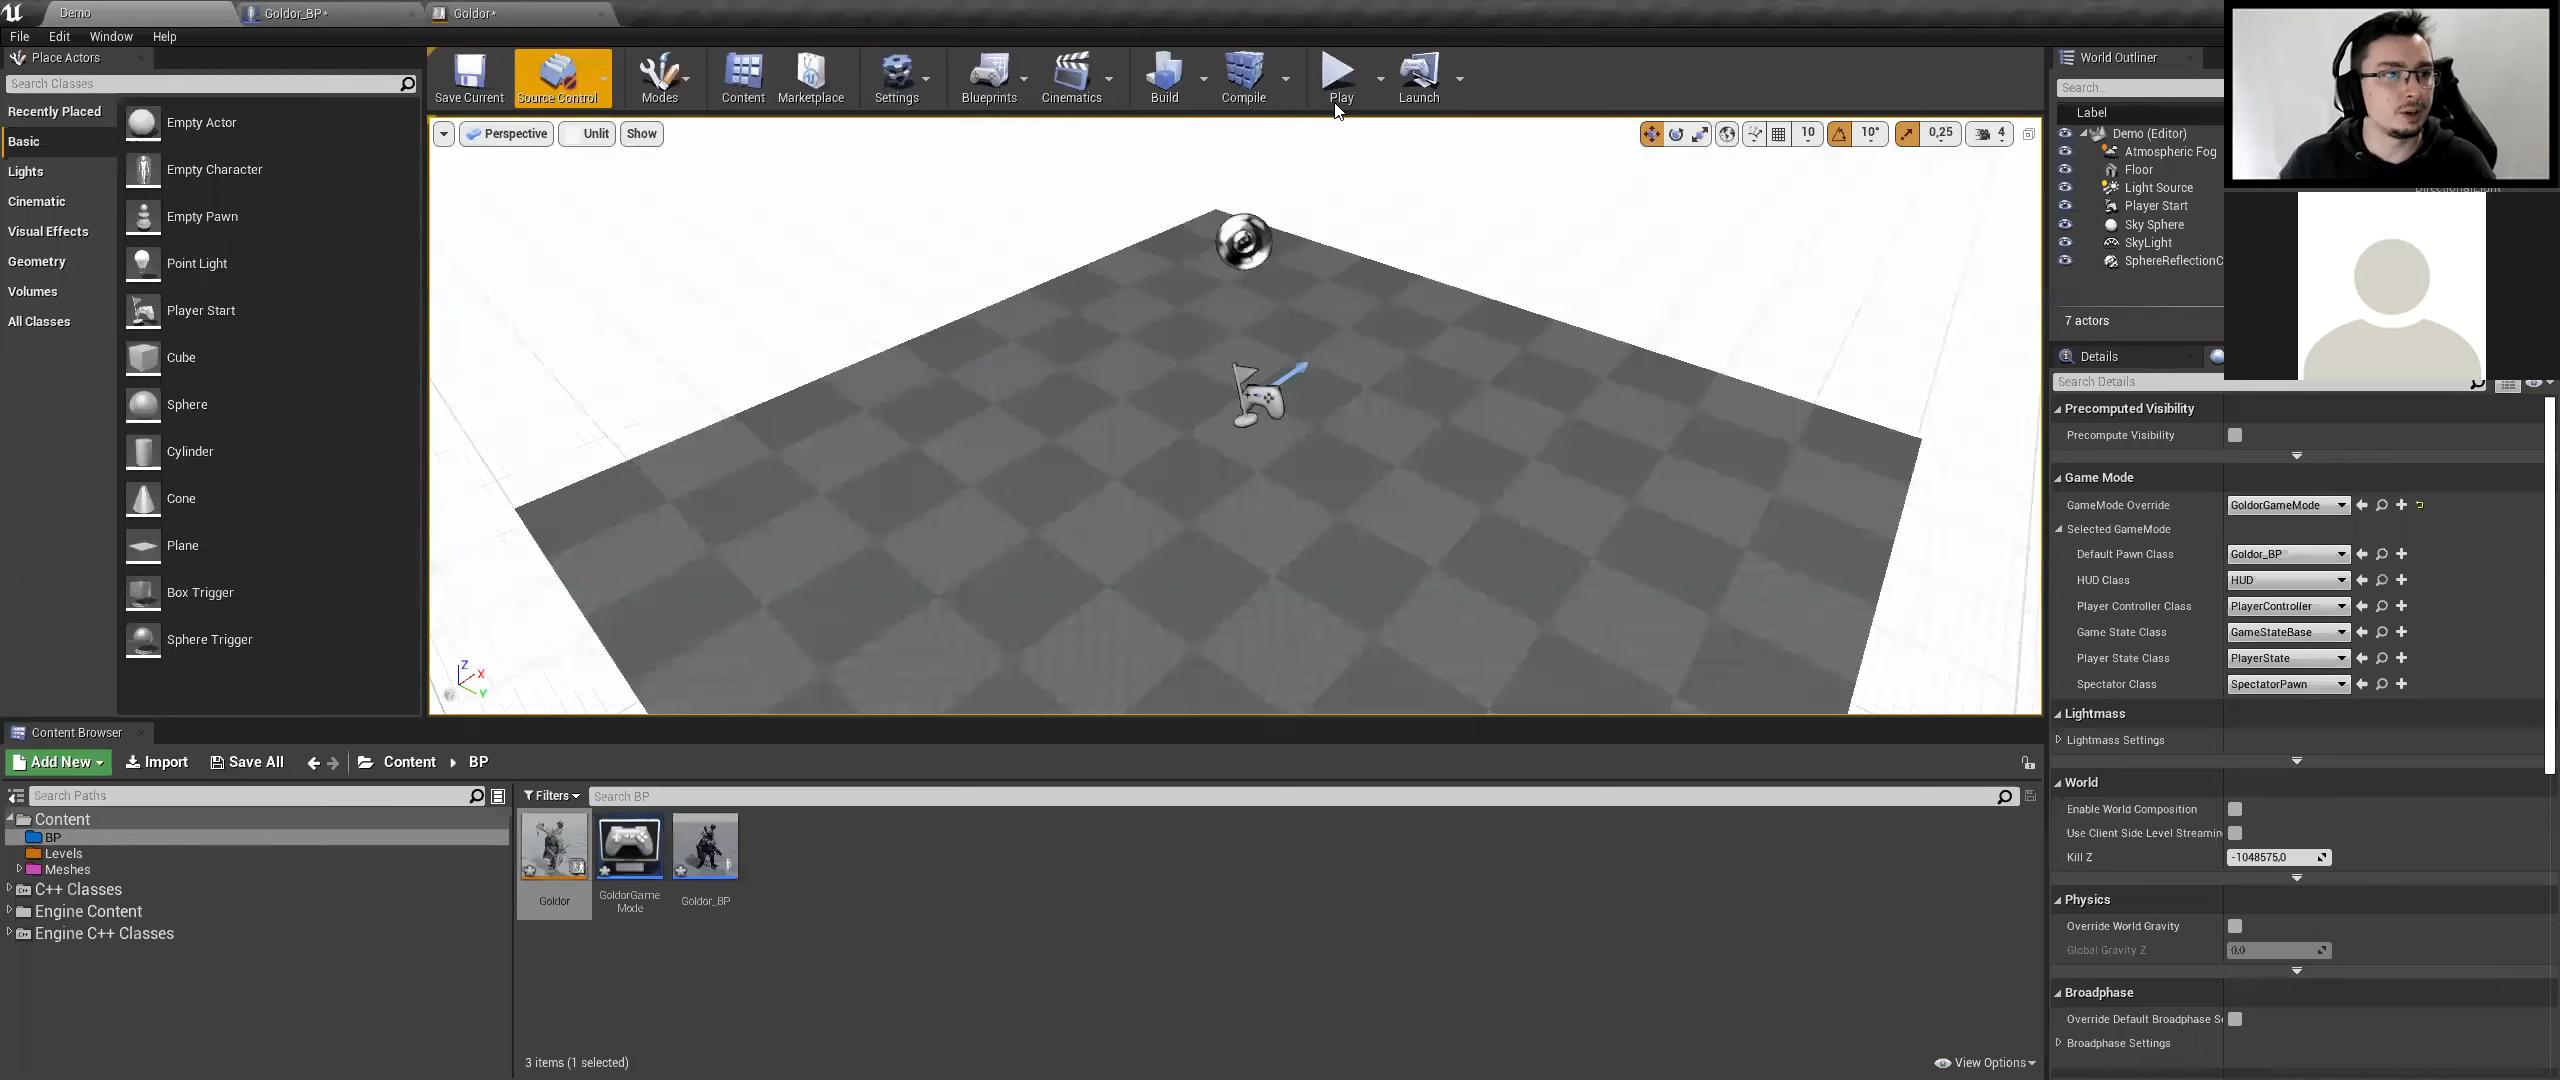 Demo
Goldor_BP*
Goldor*
File Edit Window Help
Place Actors
Search Classes
Recently Placed
Basic
Lights
Cinematic
Visual Effects
Geometry
Volumes
All Classes
Empty Actor
Empty Character
Empty Pawn
Point Light
Player Start
Cube
Sphere
Cylinder
Cone
Plane
Box Trigger
Sphere Trigger
Save Current
Source Control
Modes
Content
Marketplace
Settings
Blueprints
Cinematics
Build
Compile
Play
Launch
Perspective
Unlit
Show
10
10°
0,25
4
Z
X
Y
World Outliner
Search...
Label
Demo (Editor)
Atmospheric Fog
Floor
Light Source
Player Start
Sky Sphere
SkyLight
SphereReflectionC
DirectionalLight
7 actors
Details
Search Details
Precomputed Visibility
Precompute Visibility
Game Mode
GameMode Override GoldorGameMode
Selected GameMode
Default Pawn Class Goldor_BP
HUD Class HUD
Player Controller Class PlayerController
Game State Class GameStateBase
Player State Class PlayerState
Spectator Class SpectatorPawn
Lightmass
Lightmass Settings
World
Enable World Composition
Use Client Side Level Streamin
Kill Z -1048575,0
Physics
Override World Gravity
Global Gravity Z 0,0
Broadphase
Override Default Broadphase Se
Broadphase Settings
Content Browser
Add New
Import
Save All
Content
BP
Search Paths
Content
BP
Levels
Meshes
C++ Classes
Engine Content
Engine C++ Classes
Filters
Search BP
Goldor
GoldorGame
Mode
Goldor_BP
3 items (1 selected)
View Options